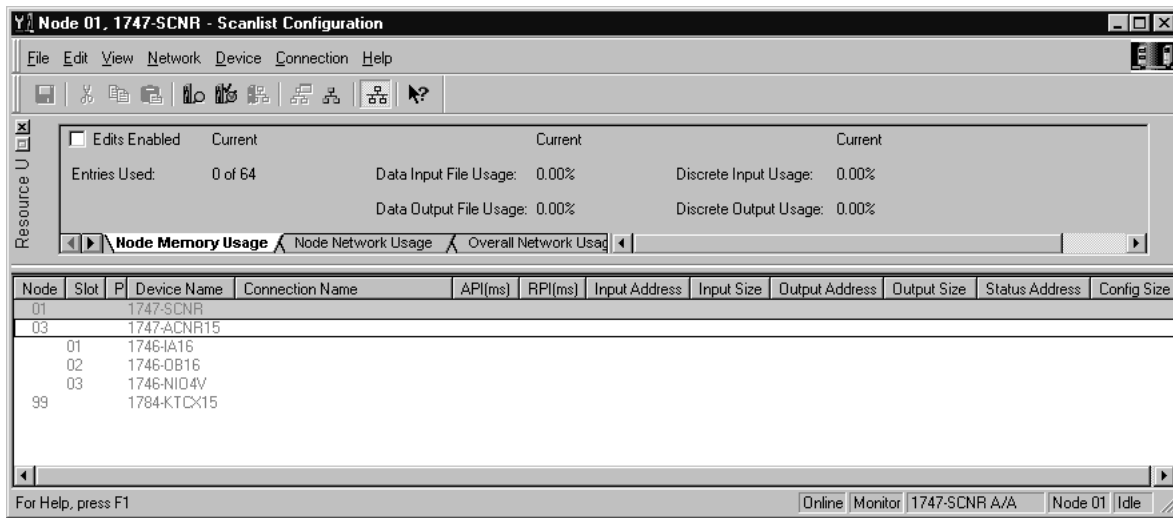 Node 01, 1747-SCNR - Scanlist Configuration
File Edit View Network Device Connection Help
Resource U
Edits Enabled Current Current Current
Entries Used: 0 of 64 Data Input File Usage: 0.00% Discrete Input Usage: 0.00%
Data Output File Usage: 0.00% Discrete Output Usage: 0.00%
Node Memory Usage Node Network Usage Overall Network Usag
Node Slot P Device Name Connection Name API(ms) RPI(ms) Input Address Input Size Output Address Output Size Status Address Config Size
01 1747-SCNR
03 1747-ACNR15
01 1746-IA16
02 1746-OB16
03 1746-NIO4V
99 1784-KTCX15
For Help, press F1 Online Monitor 1747-SCNR A/A Node 01 Idle